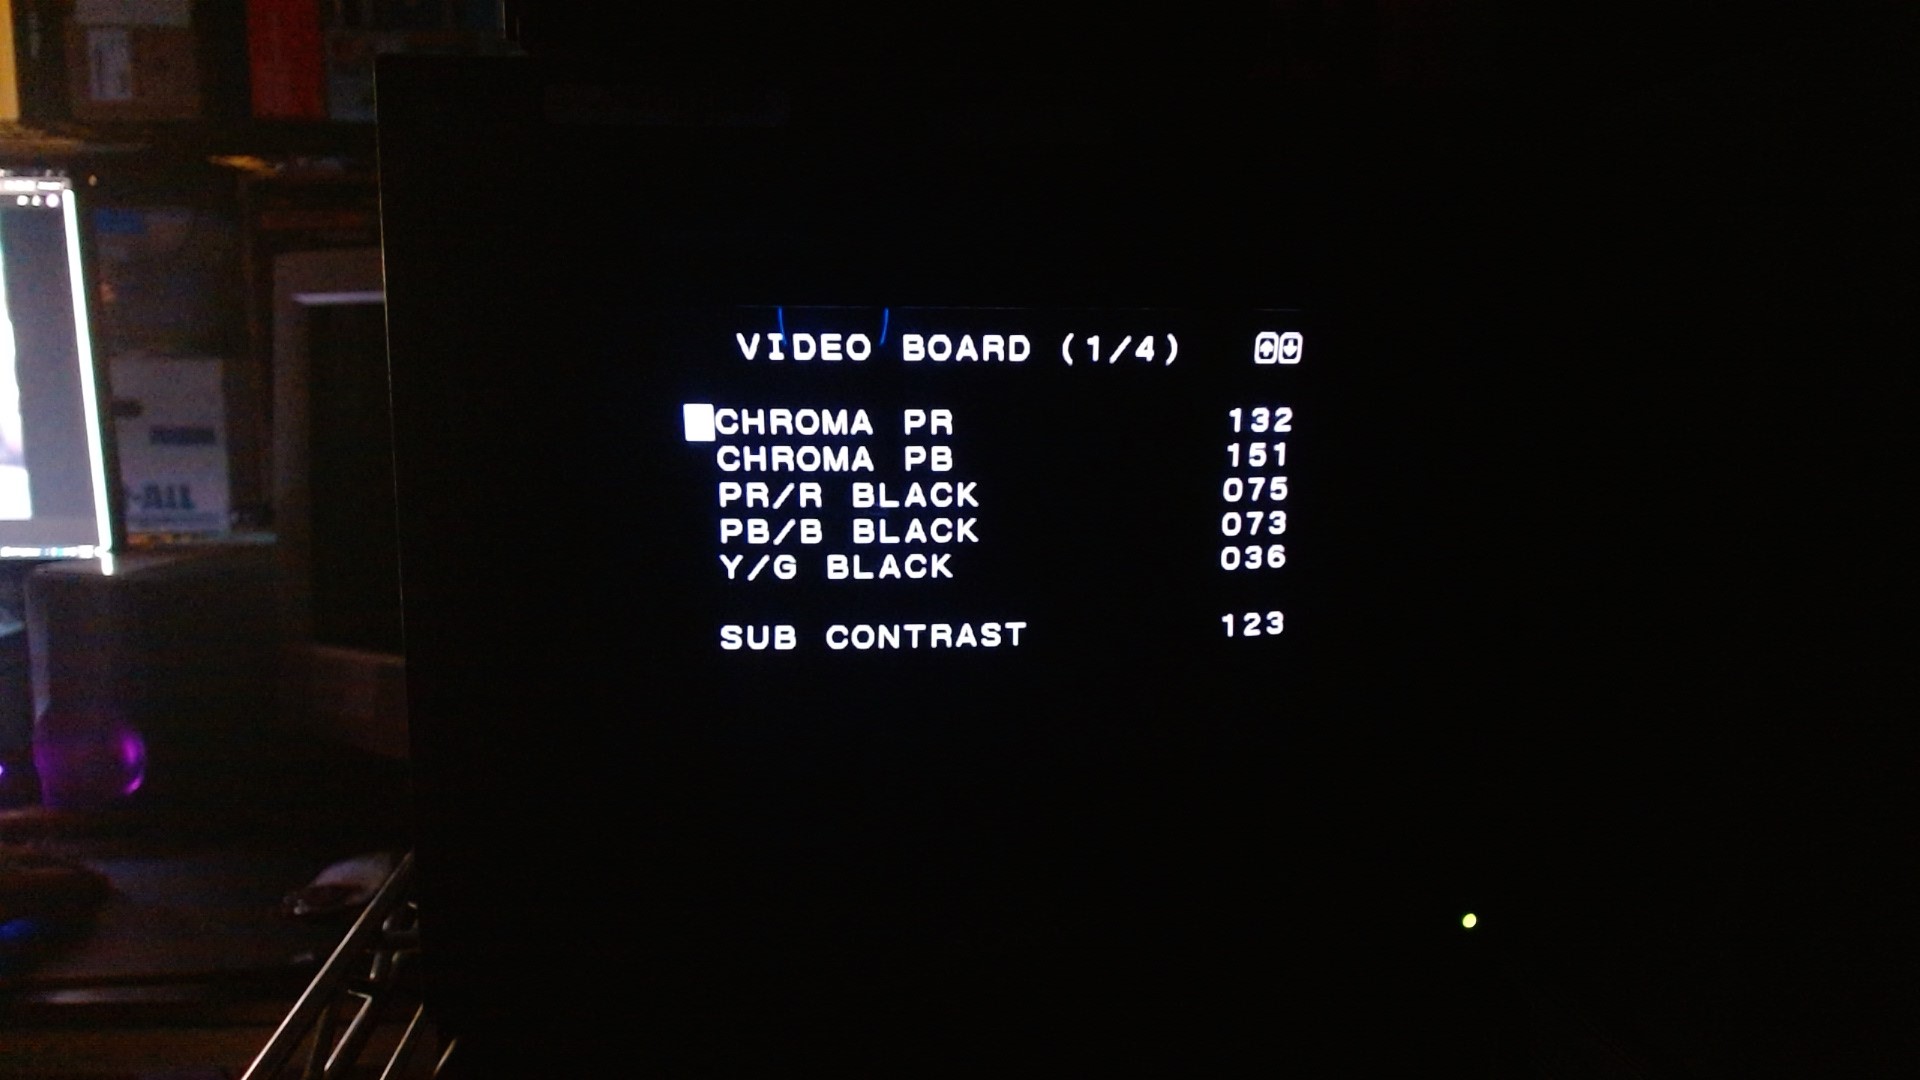 VIDEO BOARD (1/4)
CHROMA PR 132
CHROMA PB 151
PR/R BLACK 075
PB/B BLACK 073
Y/G BLACK 036
SUB CONTRAST 123
-ALL